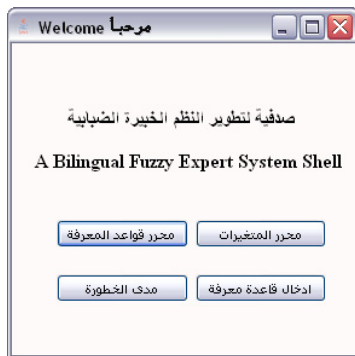 Welcome مرحبأ
صدفية لتطوير النظم الخبيرة الضبابية
A Bilingual Fuzzy Expert System Shell
محرر المتغيرات
محرر قواعد المعرفة
ادخال قاعدة معرفة
مدى الخطورة